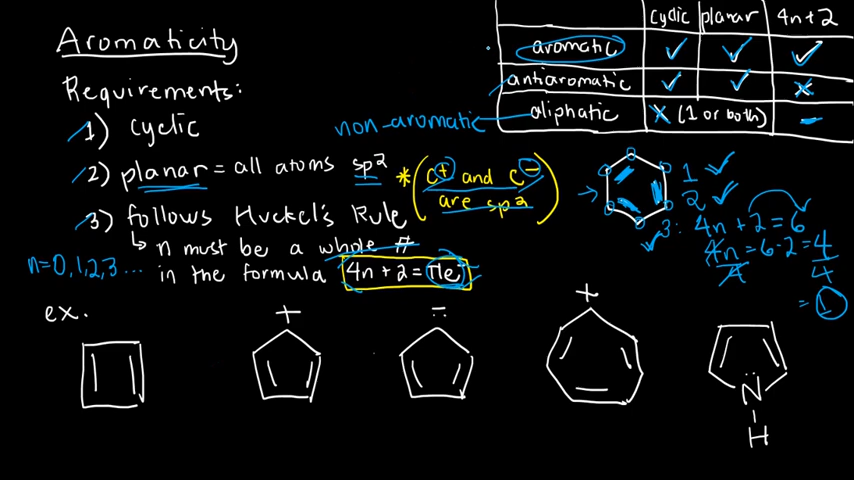 Aromaticity
Requirements:
1) cyclic
2) planar = all atoms sp2
3) follows Huckel's Rule
↳ n must be a whole #
in the formula 4n + 2 = πe⁻
n=0,1,2,3...
* (C⁺ and C⁻
are sp2)
cyclic planar 4n+2
aromatic ✓ ✓ ✓
antiaromatic ✓ ✓ ×
non-aromatic — aliphatic × (1 or both) –
1 ✓
2 ✓
✓ 3: 4n + 2 = 6
4n = 6-2 = 4
4 4
= 1
ex.
+
–
+
N
H